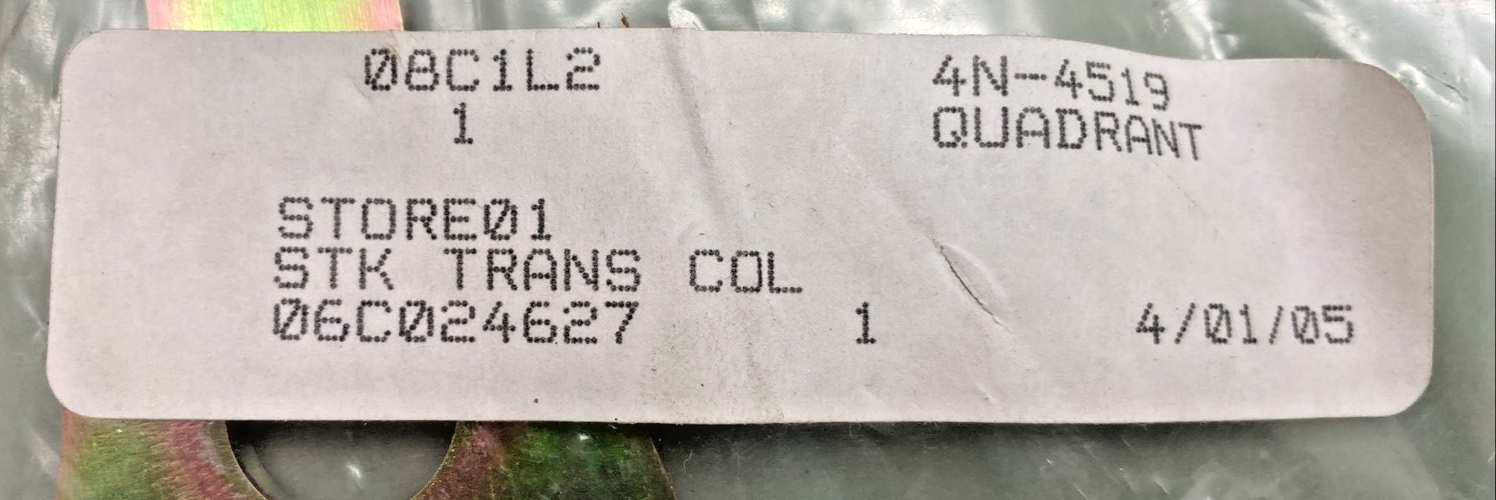 08C1L2 4N-4519
1 QUADRANT
STORE01
STK TRANS COL
06C024627 1 4/01/05